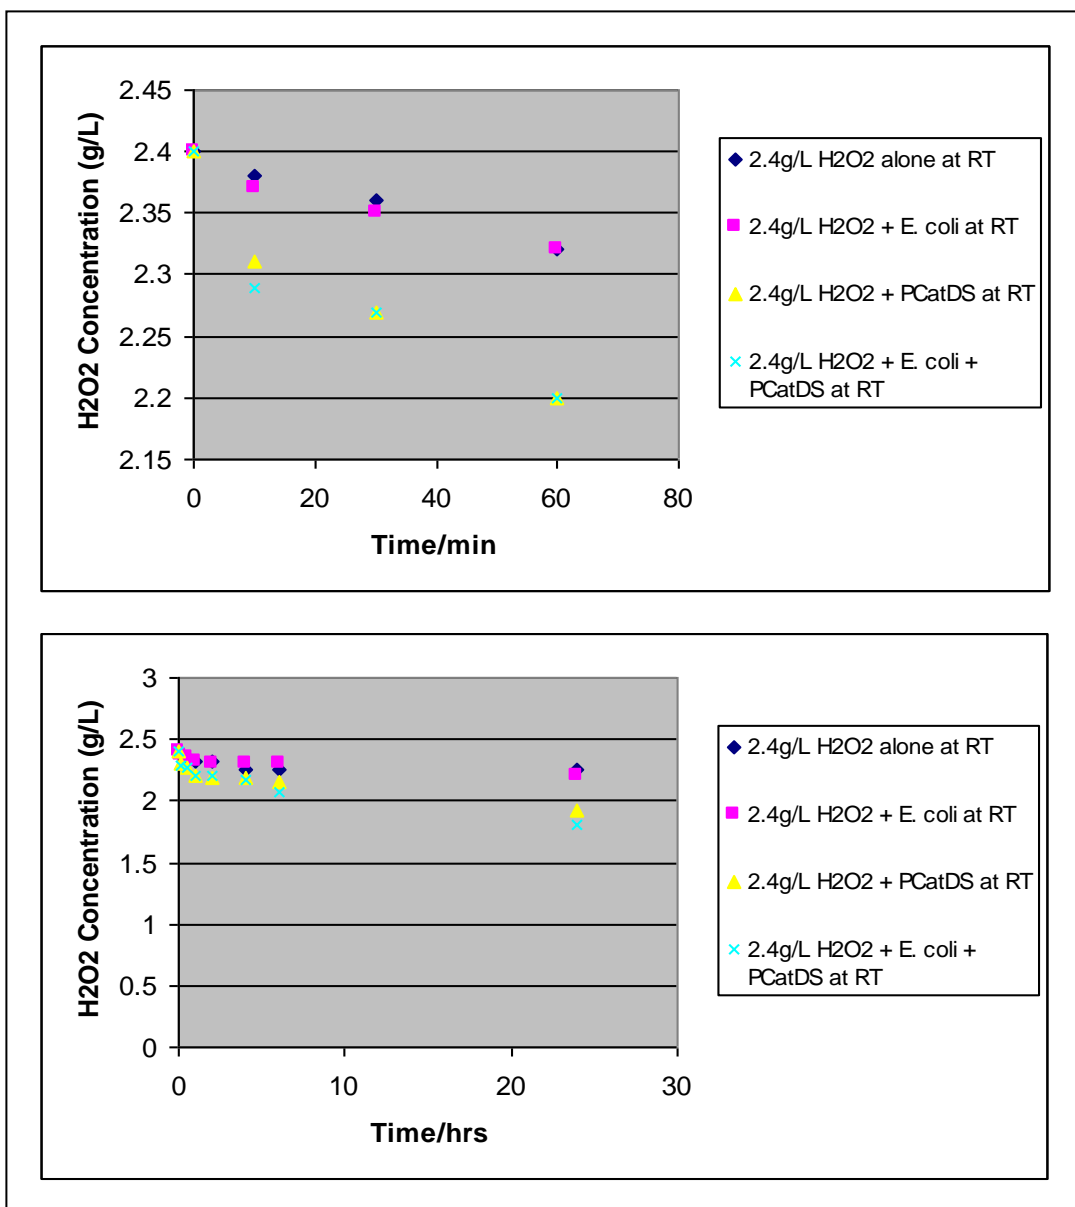 H2O2 Concentration (g/L)
2.45
2.4
2.35
2.3
2.25
2.2
2.15
0 20 40 60 80
Time/min
2.4g/L H2O2 alone at RT
2.4g/L H2O2 + E. coli at RT
2.4g/L H2O2 + PCatDS at RT
2.4g/L H2O2 + E. coli +
PCatDS at RT
H2O2 Concentration (g/L)
3
2.5
2
1.5
1
0.5
0
0 10 20 30
Time/hrs
2.4g/L H2O2 alone at RT
2.4g/L H2O2 + E. coli at RT
2.4g/L H2O2 + PCatDS at RT
2.4g/L H2O2 + E. coli +
PCatDS at RT